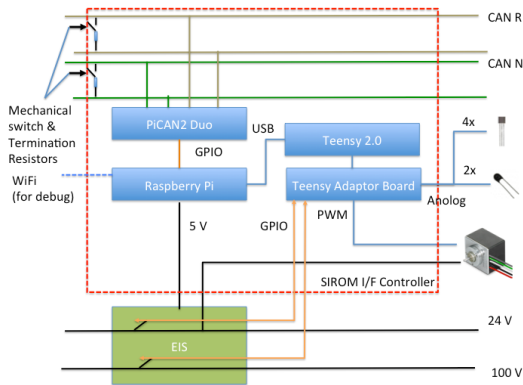 CAN R
CAN N
Mechanical
switch &
Termination
Resistors
PiCAN2 Duo
USB
4x
Teensy 2.0
GPIO
WiFi
(for debug)
Raspberry Pi
Teensy Adaptor Board
2x
Anolog
5 V
GPIO
PWM
SIROM I/F Controller
24 V
EIS
100 V